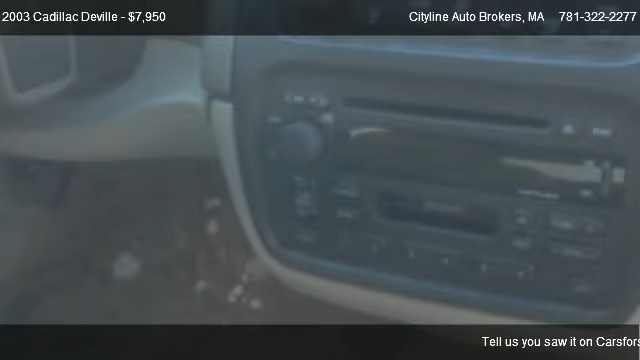 2003 Cadillac Deville - $7,950
Cityline Auto Brokers, MA 781-322-2277
Tell us you saw it on Carsfors